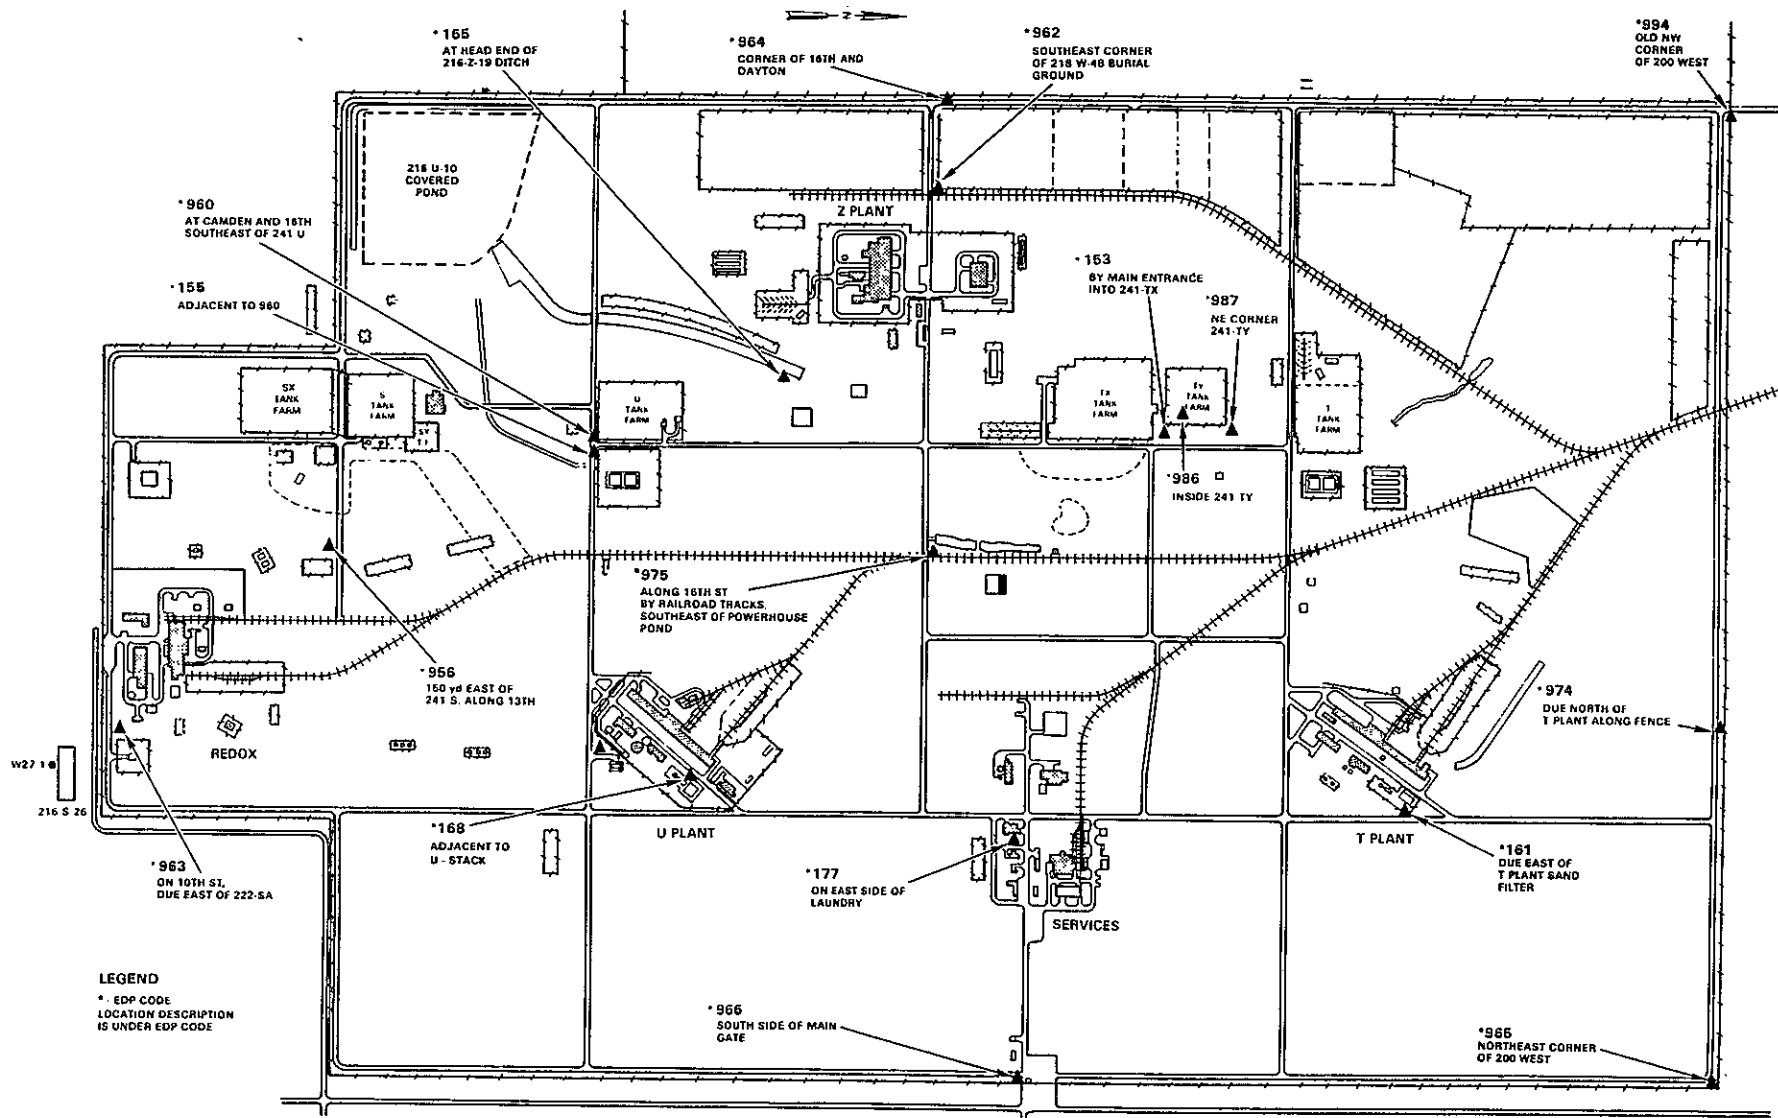 N
*165
AT HEAD END OF
216-Z-19 DITCH
*964
CORNER OF 16TH AND
DAYTON
*962
SOUTHEAST CORNER
OF 218 W-4B BURIAL
GROUND
*994
OLD NW
CORNER
OF 200 WEST
216 U-10
COVERED
POND
*960
AT CAMDEN AND 16TH
SOUTHEAST OF 241 U
Z PLANT
*155
ADJACENT TO 960
*153
BY MAIN ENTRANCE
INTO 241-TX
*987
NE CORNER
241-TY
SX
TANK
FARM
S
TANK
FARM
SY
U
TANK
FARM
TX
TANK
FARM
TY
TANK
FARM
T
TANK
FARM
*986
INSIDE 241 TY
*975
ALONG 16TH ST
BY RAILROAD TRACKS,
SOUTHEAST OF POWERHOUSE
POND
*956
150 yd EAST OF
241 S. ALONG 13TH
*974
DUE NORTH OF
T PLANT ALONG FENCE
REDOX
W27 1
216 S 26
U PLANT
T PLANT
*168
ADJACENT TO
U - STACK
*963
ON 10TH ST,
DUE EAST OF 222-SA
*177
ON EAST SIDE OF
LAUNDRY
*161
DUE EAST OF
T PLANT SAND
FILTER
SERVICES
LEGEND
* - EDP CODE
LOCATION DESCRIPTION
IS UNDER EDP CODE
*966
SOUTH SIDE OF MAIN
GATE
*965
NORTHEAST CORNER
OF 200 WEST